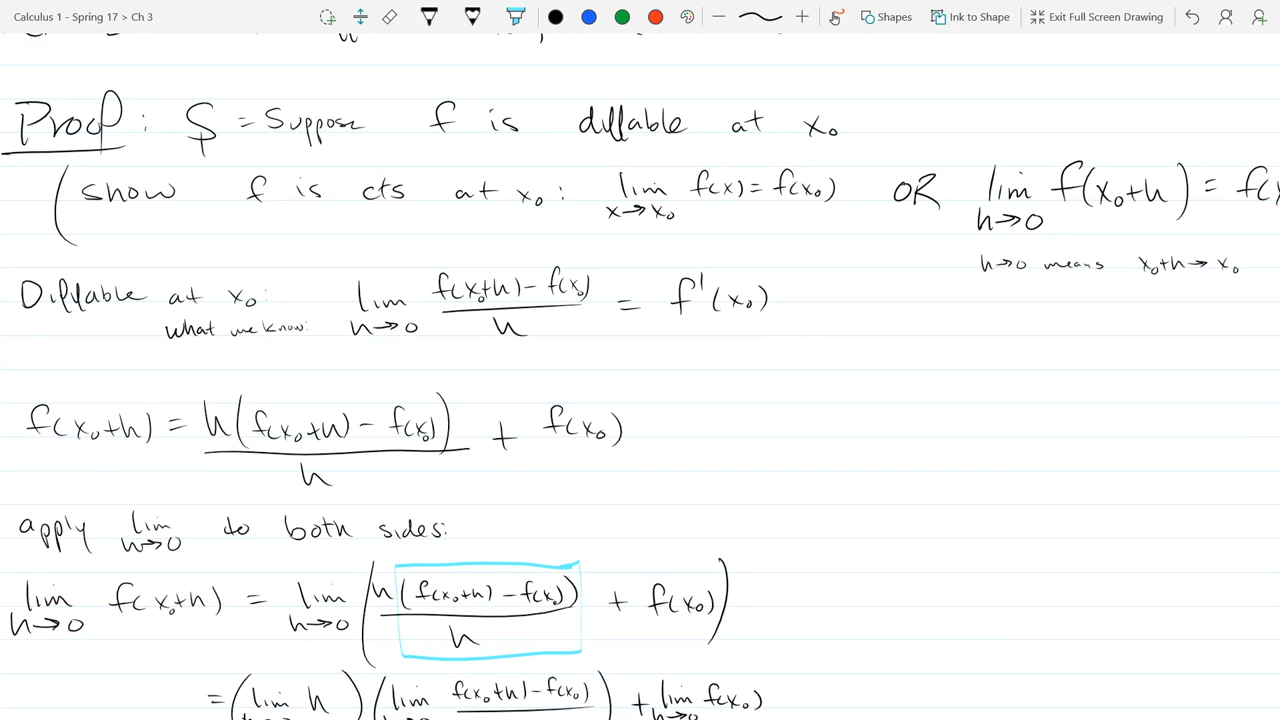 Calculus 1 - Spring 17 > Ch 3
Shapes Ink to Shape Exit Full Screen Drawing
Proof: S = Suppose f is diffable at x₀
(show f is cts at x₀: lim x→x₀ f(x) = f(x₀) OR lim h→0 f(x₀+h) = f(x
h→0 means x₀+h → x₀
Diffable at x₀: lim h→0 (f(x₀+h) - f(x₀))/h = f'(x₀)
what we know:
f(x₀+h) = h(f(x₀+h) - f(x₀))/h + f(x₀)
apply lim h→0 to both sides:
lim h→0 f(x₀+h) = lim h→0 (h(f(x₀+h) - f(x₀))/h + f(x₀))
= (lim h→0 h)(lim h→0 f(x₀+h) - f(x₀)) + lim h→0 f(x₀)